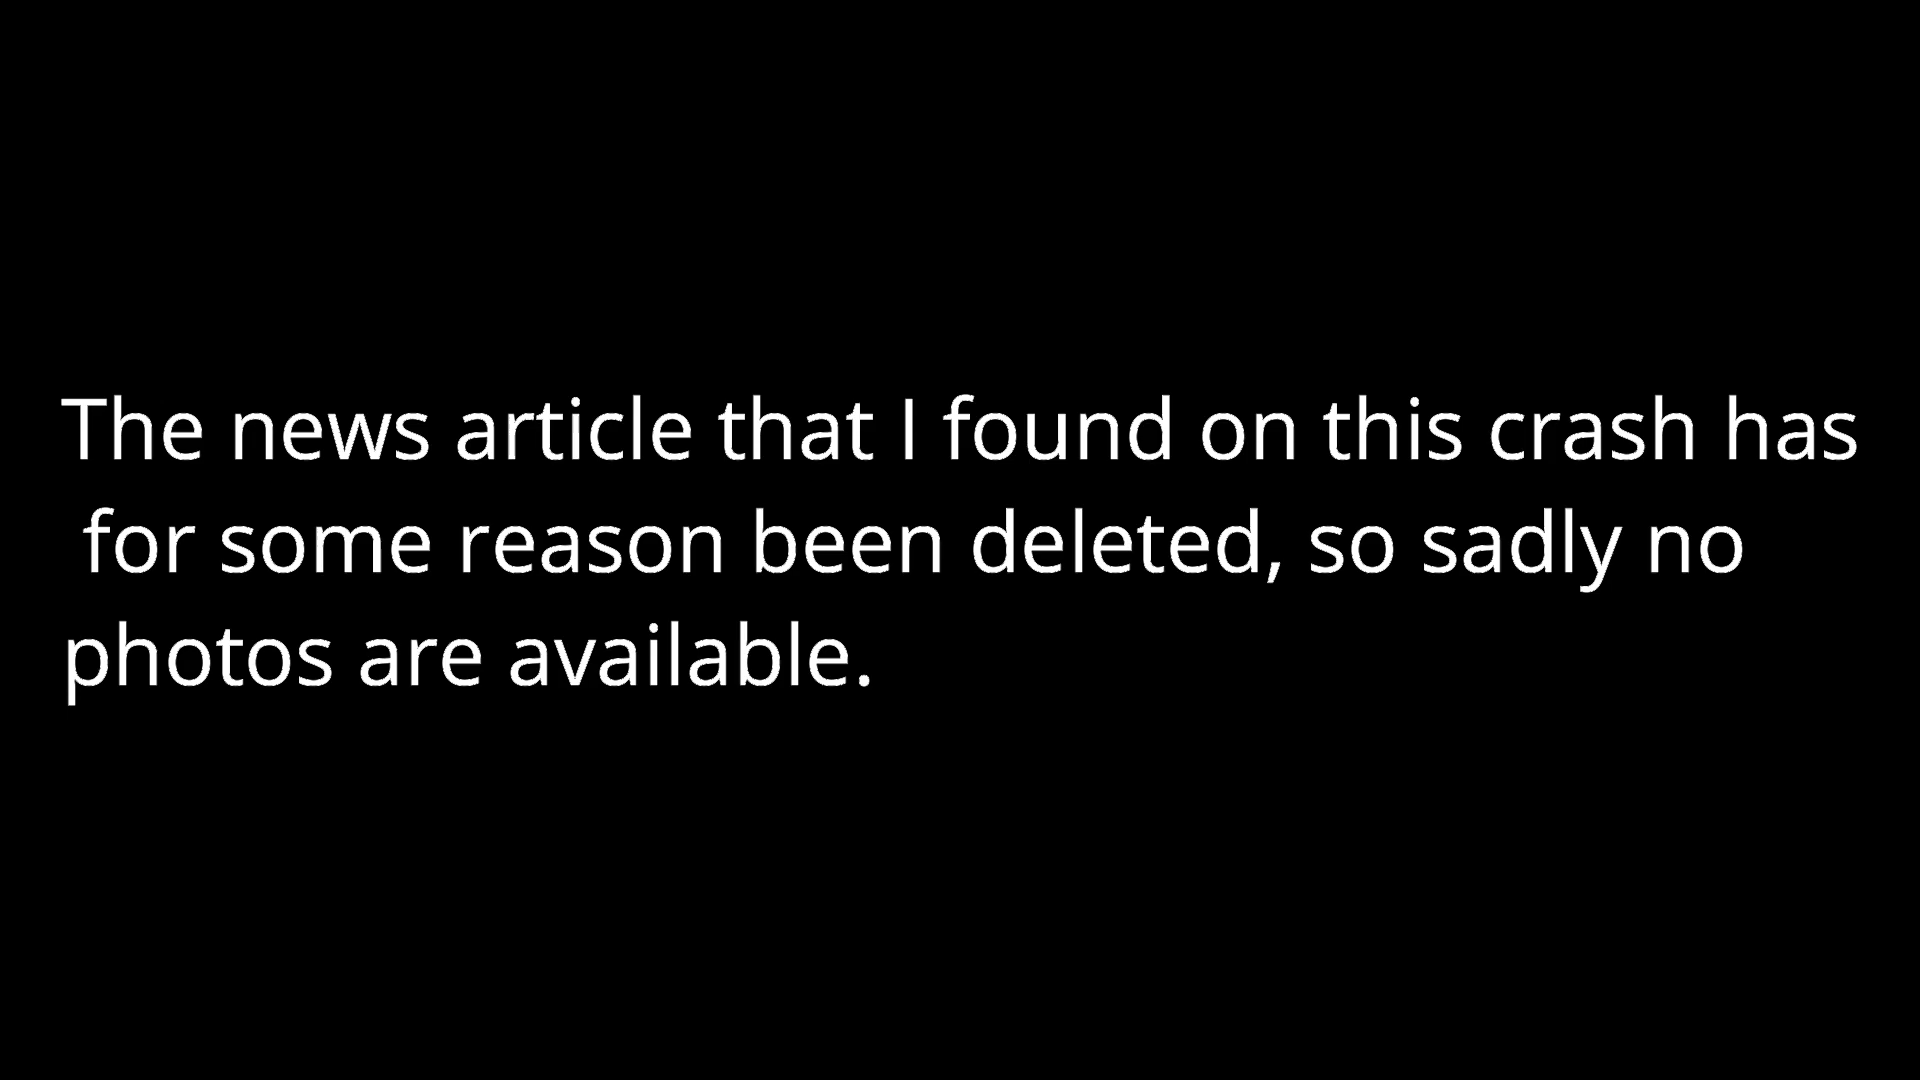 The news article that I found on this crash has
for some reason been deleted, so sadly no
photos are available.